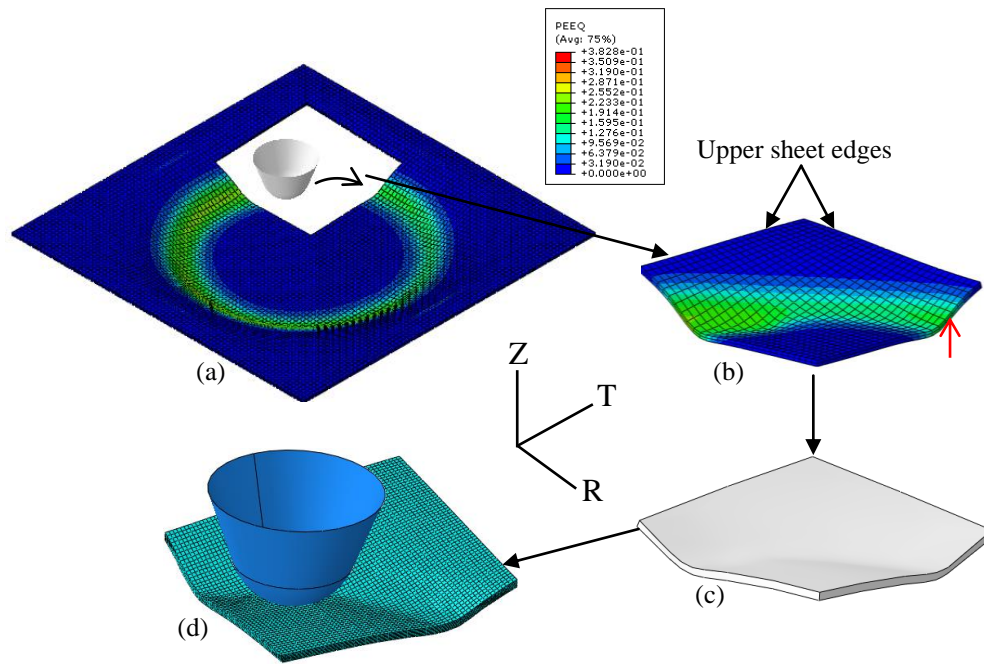 PEEQ
(Avg: 75%)
+3.828e-01
+3.509e-01
+3.190e-01
+2.871e-01
+2.552e-01
+2.233e-01
+1.914e-01
+1.595e-01
+1.276e-01
+9.569e-02
+6.379e-02
+3.190e-02
+0.000e+00
Upper sheet edges
(a)
(b)
Z
T
R
(d)
(c)